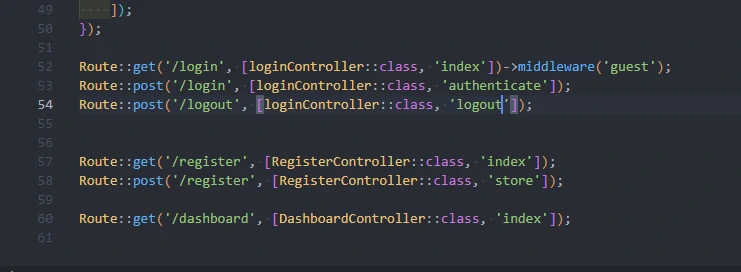 49 ]);
50 });
51
52 Route::get('/login', [loginController::class, 'index'])->middleware('guest');
53 Route::post('/login', [loginController::class, 'authenticate']);
54 Route::post('/logout', [loginController::class, 'logout']);
55
56
57 Route::get('/register', [RegisterController::class, 'index']);
58 Route::post('/register', [RegisterController::class, 'store']);
59
60 Route::get('/dashboard', [DashboardController::class, 'index']);
61